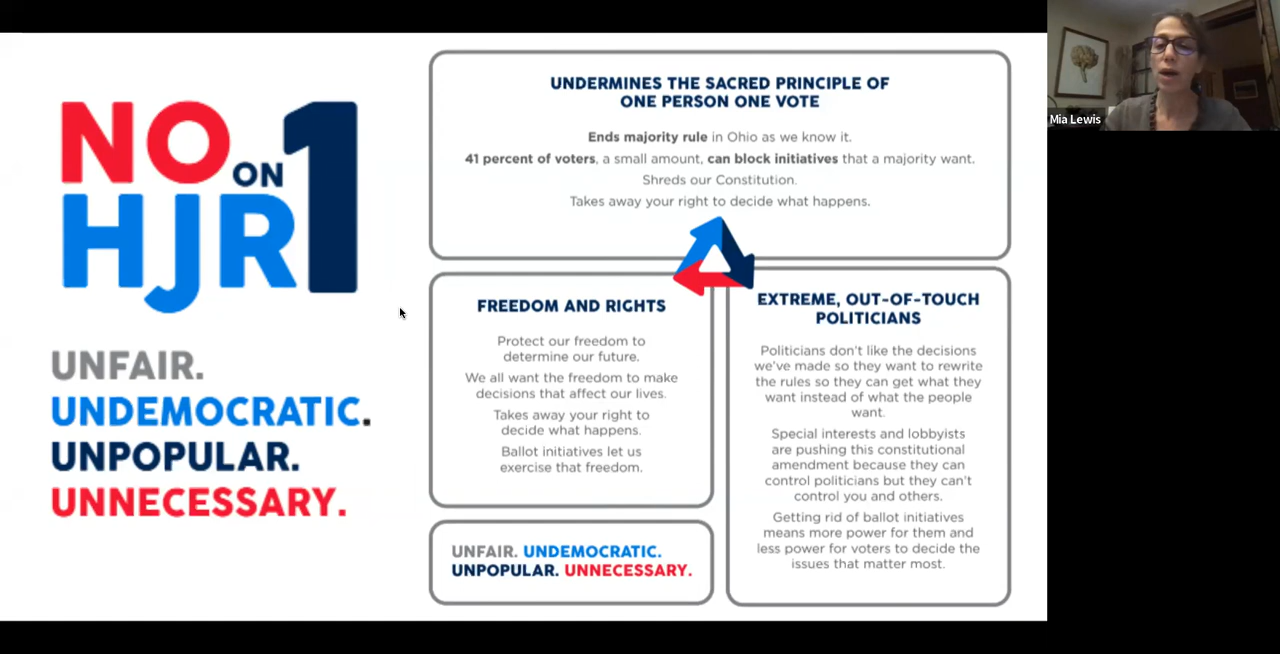 NO ON
HJR 1
UNFAIR.
UNDEMOCRATIC.
UNPOPULAR.
UNNECESSARY.
UNDERMINES THE SACRED PRINCIPLE OF
ONE PERSON ONE VOTE
Ends majority rule in Ohio as we know it.
41 percent of voters, a small amount, can block initiatives that a majority want.
Shreds our Constitution.
Takes away your right to decide what happens.
FREEDOM AND RIGHTS
Protect our freedom to
determine our future.
We all want the freedom to make
decisions that affect our lives.
Takes away your right to
decide what happens.
Ballot initiatives let us
exercise that freedom.
UNFAIR. UNDEMOCRATIC.
UNPOPULAR. UNNECESSARY.
EXTREME, OUT-OF-TOUCH
POLITICIANS
Politicians don't like the decisions
we've made so they want to rewrite
the rules so they can get what they
want instead of what the people
want.
Special interests and lobbyists
are pushing this constitutional
amendment because they can
control politicians but they can't
control you and others.
Getting rid of ballot initiatives
means more power for them and
less power for voters to decide the
issues that matter most.
Mia Lewis